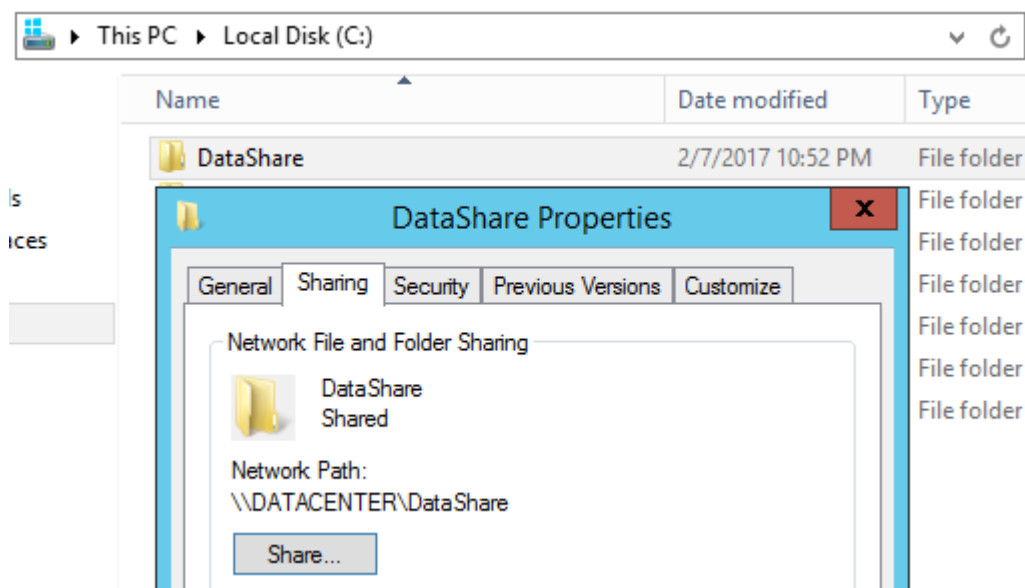 This PC Local Disk (C:)
Name Date modified Type
DataShare 2/7/2017 10:52 PM File folder
File folder
File folder
File folder
File folder
File folder
File folder
DataShare Properties
x
General Sharing Security Previous Versions Customize
Network File and Folder Sharing
DataShare
Shared
Network Path:
\\DATACENTER\DataShare
Share...